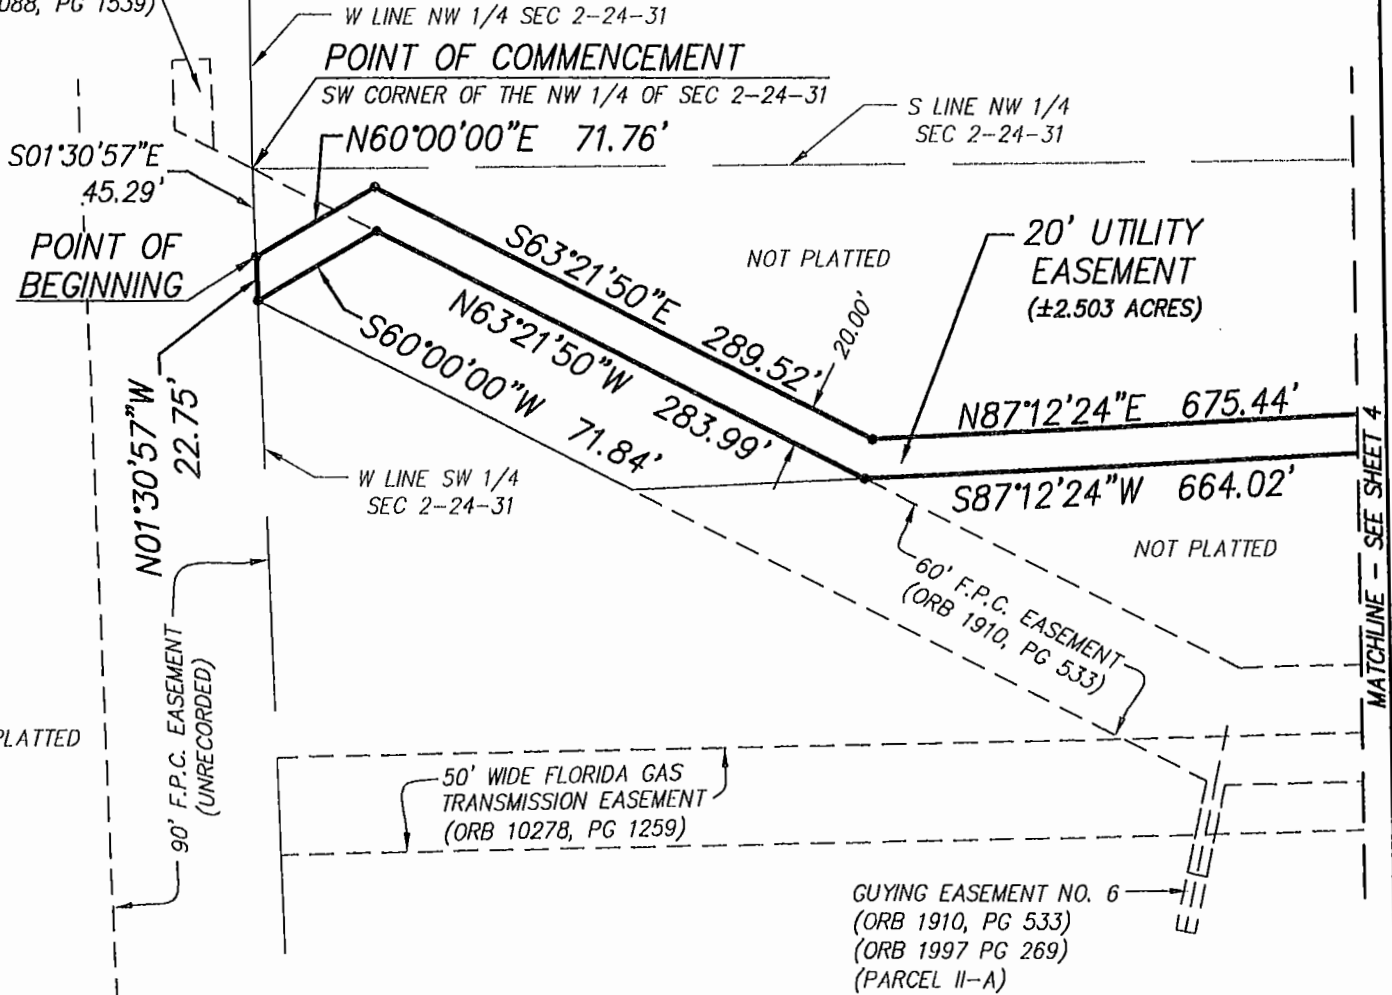 088, PG 1539)
W LINE NW 1/4 SEC 2-24-31
POINT OF COMMENCEMENT
SW CORNER OF THE NW 1/4 OF SEC 2-24-31
S LINE NW 1/4
SEC 2-24-31
N60°00'00"E 71.76'
S01°30'57"E
45.29'
POINT OF
BEGINNING
S63°21'50"E 289.52'
NOT PLATTED
20' UTILITY
EASEMENT
(±2.503 ACRES)
20.00'
N63°21'50"W 283.99'
S60°00'00"W 71.84'
N87°12'24"E 675.44'
S87°12'24"W 664.02'
N01°30'57"W
22.75'
W LINE SW 1/4
SEC 2-24-31
NOT PLATTED
MATCHLINE - SEE SHEET 4
60' F.P.C. EASEMENT
(ORB 1910, PG 533)
90' F.P.C. EASEMENT
(UNRECORDED)
PLATTED
50' WIDE FLORIDA GAS
TRANSMISSION EASEMENT
(ORB 10278, PG 1259)
GUYING EASEMENT NO. 6
(ORB 1910, PG 533)
(ORB 1997 PG 269)
(PARCEL II-A)